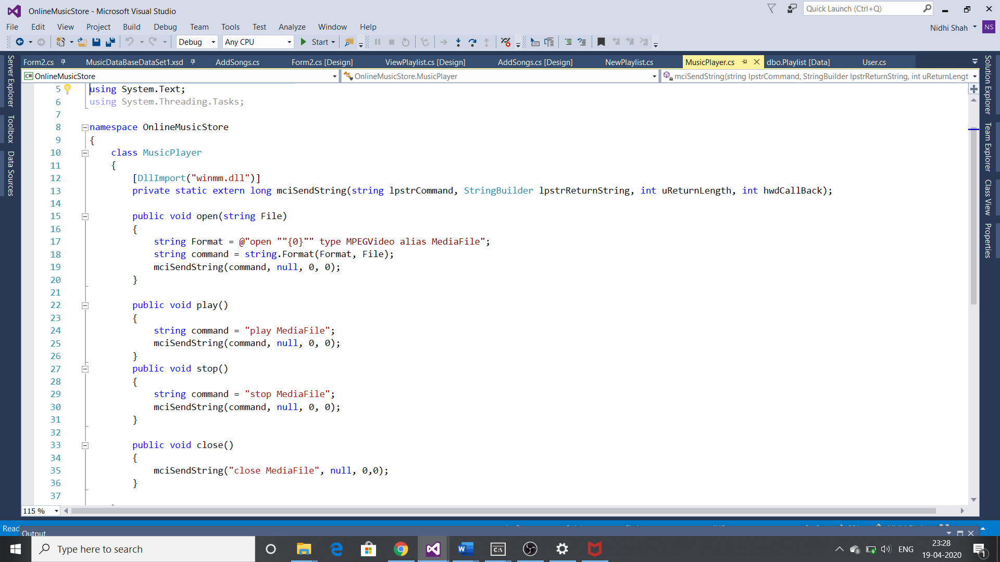 OnlineMusicStore - Microsoft Visual Studio
Quick Launch (Ctrl+Q)
File Edit View Project Build Debug Team Tools Test Analyze Window Help
Nidhi Shah NS
Debug Any CPU Start
Form2.cs MusicDataBaseDataSet1.xsd AddSongs.cs Form2.cs [Design] ViewPlaylist.cs [Design] AddSongs.cs [Design] NewPlaylist.cs MusicPlayer.cs dbo.Playlist [Data] User.cs
C# OnlineMusicStore OnlineMusicStore.MusicPlayer mciSendString(string lpstrCommand, StringBuilder lpstrReturnString, int uReturnLengt
Server Explorer
Toolbox
Data Sources
5 using System.Text;
6 using System.Threading.Tasks;
7
8 namespace OnlineMusicStore
9 {
10 class MusicPlayer
11 {
12 [DllImport("winmm.dll")]
13 private static extern long mciSendString(string lpstrCommand, StringBuilder lpstrReturnString, int uReturnLength, int hwdCallBack);
14
15 public void open(string File)
16 {
17 string Format = @"open ""{0}"" type MPEGVideo alias MediaFile";
18 string command = string.Format(Format, File);
19 mciSendString(command, null, 0, 0);
20 }
21
22 public void play()
23 {
24 string command = "play MediaFile";
25 mciSendString(command, null, 0, 0);
26 }
27 public void stop()
28 {
29 string command = "stop MediaFile";
30 mciSendString(command, null, 0, 0);
31 }
32
33 public void close()
34 {
35 mciSendString("close MediaFile", null, 0,0);
36 }
37
Solution Explorer
Team Explorer
Class View
Properties
115 %
Read
Output
Type here to search
W
C:\
ENG
23:28
19-04-2020
1